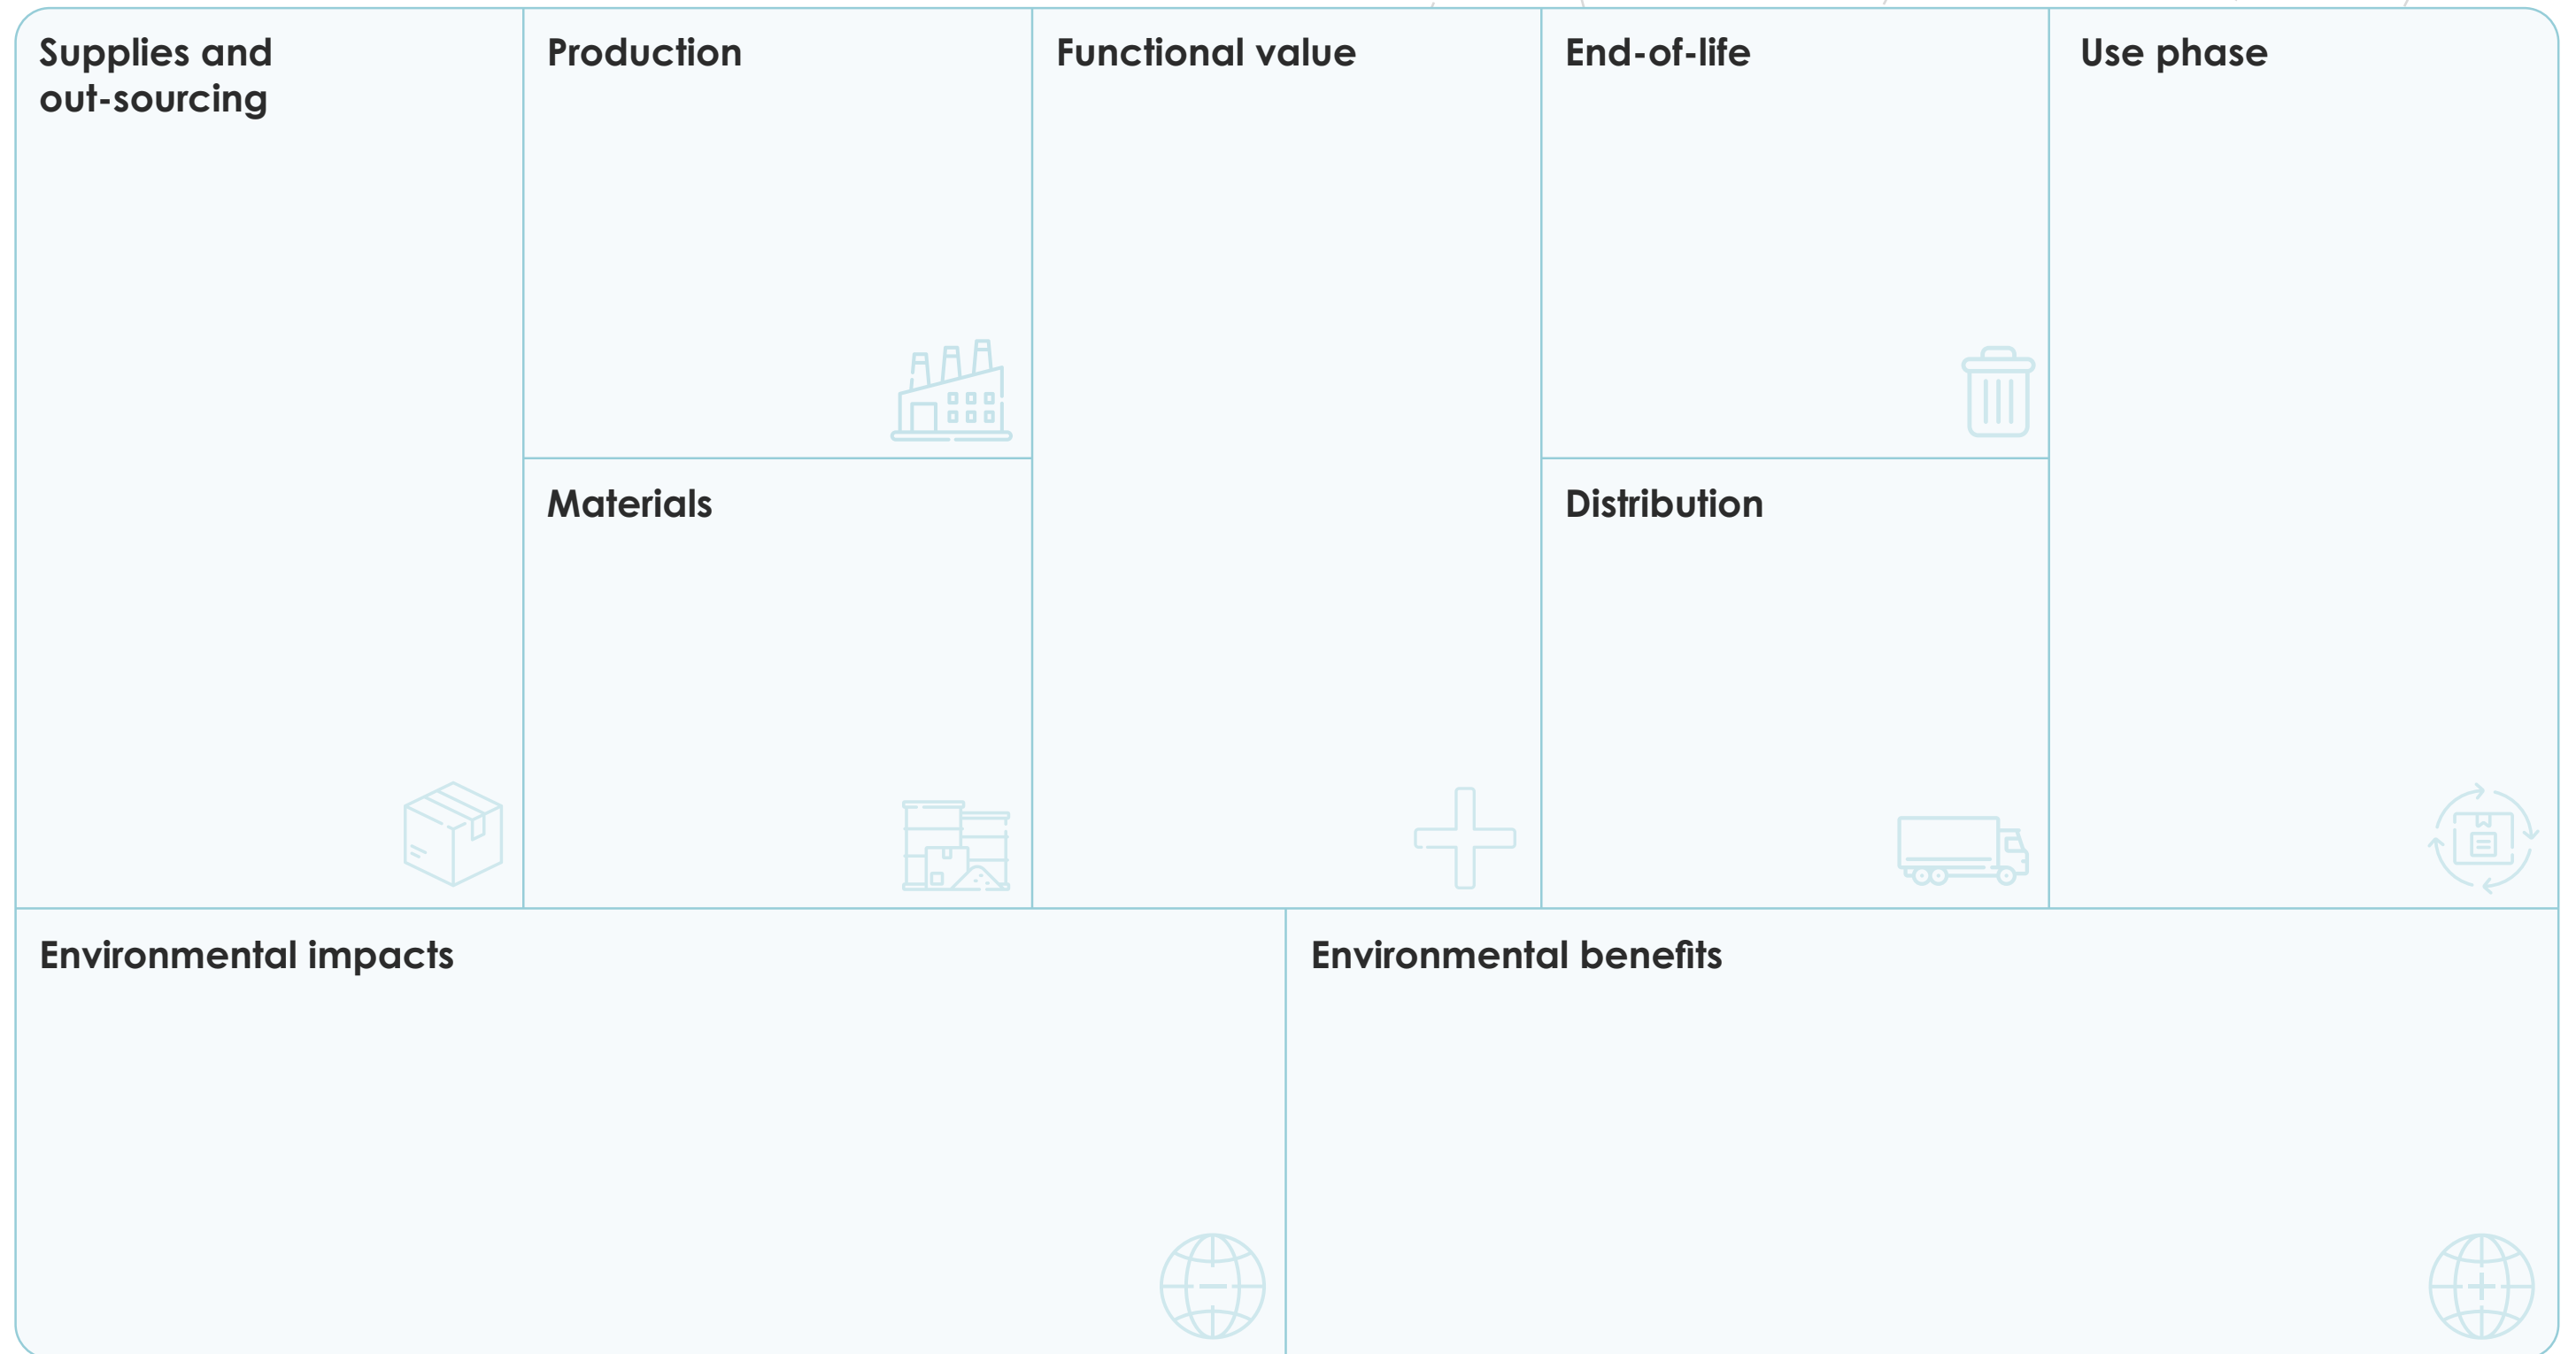 Supplies and
out-sourcing
Production
Materials
Functional value
End-of-life
Distribution
Use phase
Environmental impacts
Environmental benefits